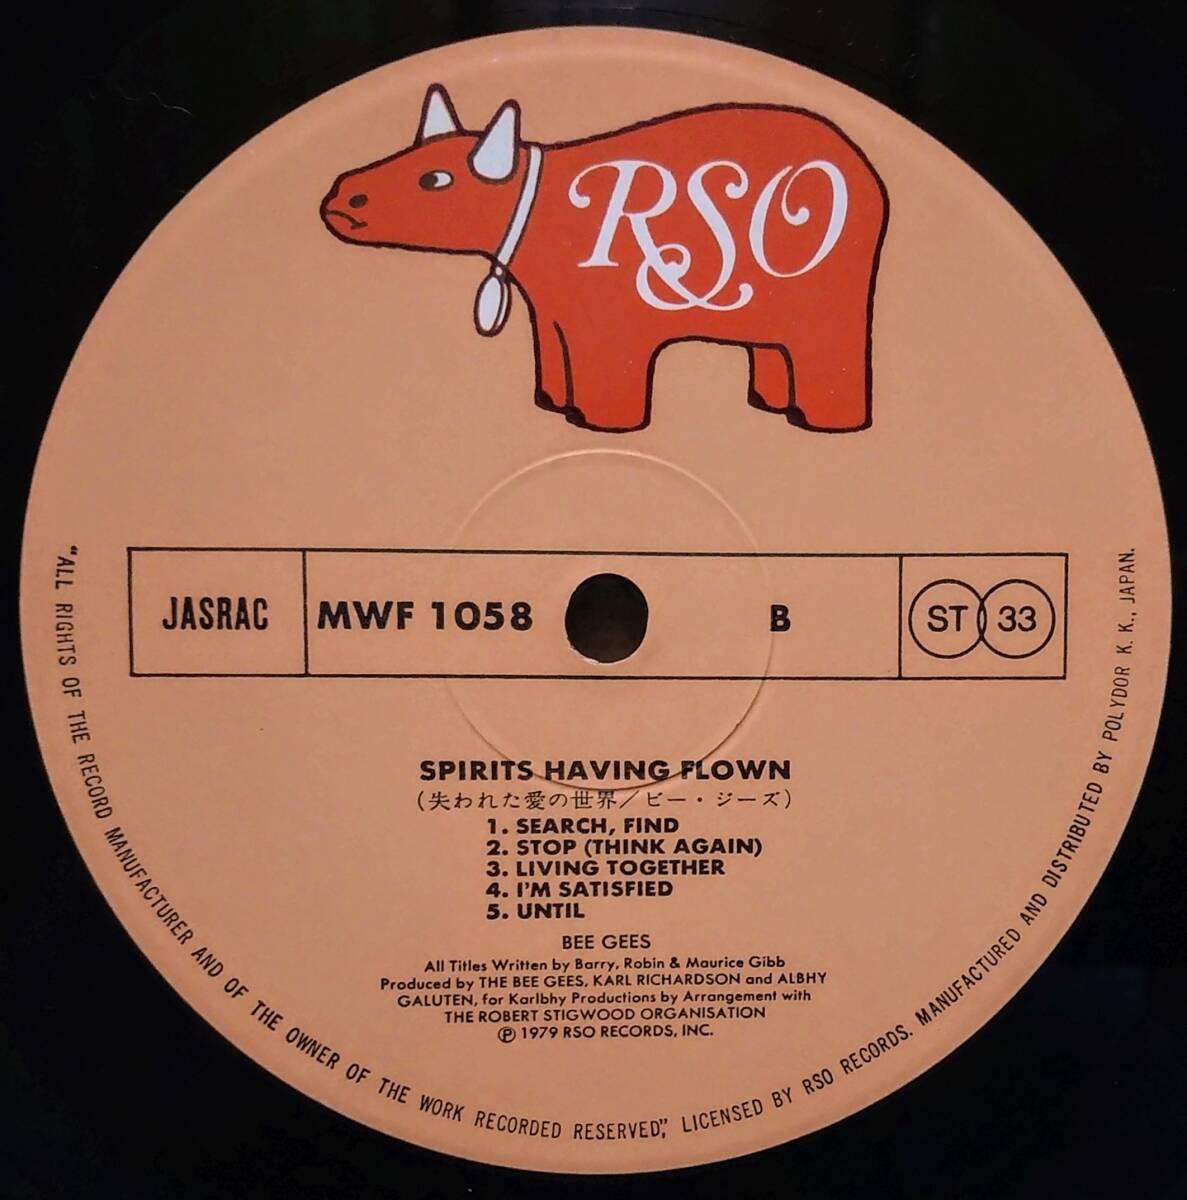 RSO
JASRAC
MWF 1058
B
ST 33
SPIRITS HAVING FLOWN
(失われた愛の世界/ビー・ジーズ)
1. SEARCH, FIND
2. STOP (THINK AGAIN)
3. LIVING TOGETHER
4. I'M SATISFIED
5. UNTIL
BEE GEES
All Titles Written by Barry, Robin & Maurice Gibb
Produced by THE BEE GEES, KARL RICHARDSON and ALBHY
GALUTEN, for Karlbhy Productions by Arrangement with
THE ROBERT STIGWOOD ORGANISATION
℗ 1979 RSO RECORDS, INC.
“ALL RIGHTS OF THE RECORD MANUFACTURER AND OF THE OWNER OF THE WORK RECORDED RESERVED”, LICENSED BY RSO RECORDS. MANUFACTURED AND DISTRIBUTED BY POLYDOR K. K., JAPAN.